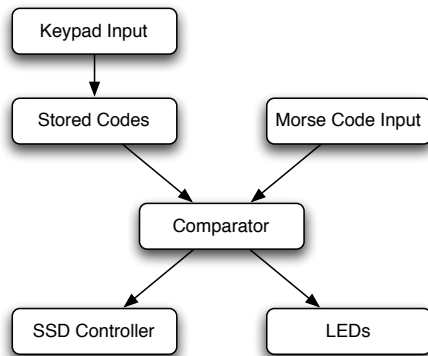 Keypad Input
Stored Codes
Morse Code Input
Comparator
SSD Controller
LEDs